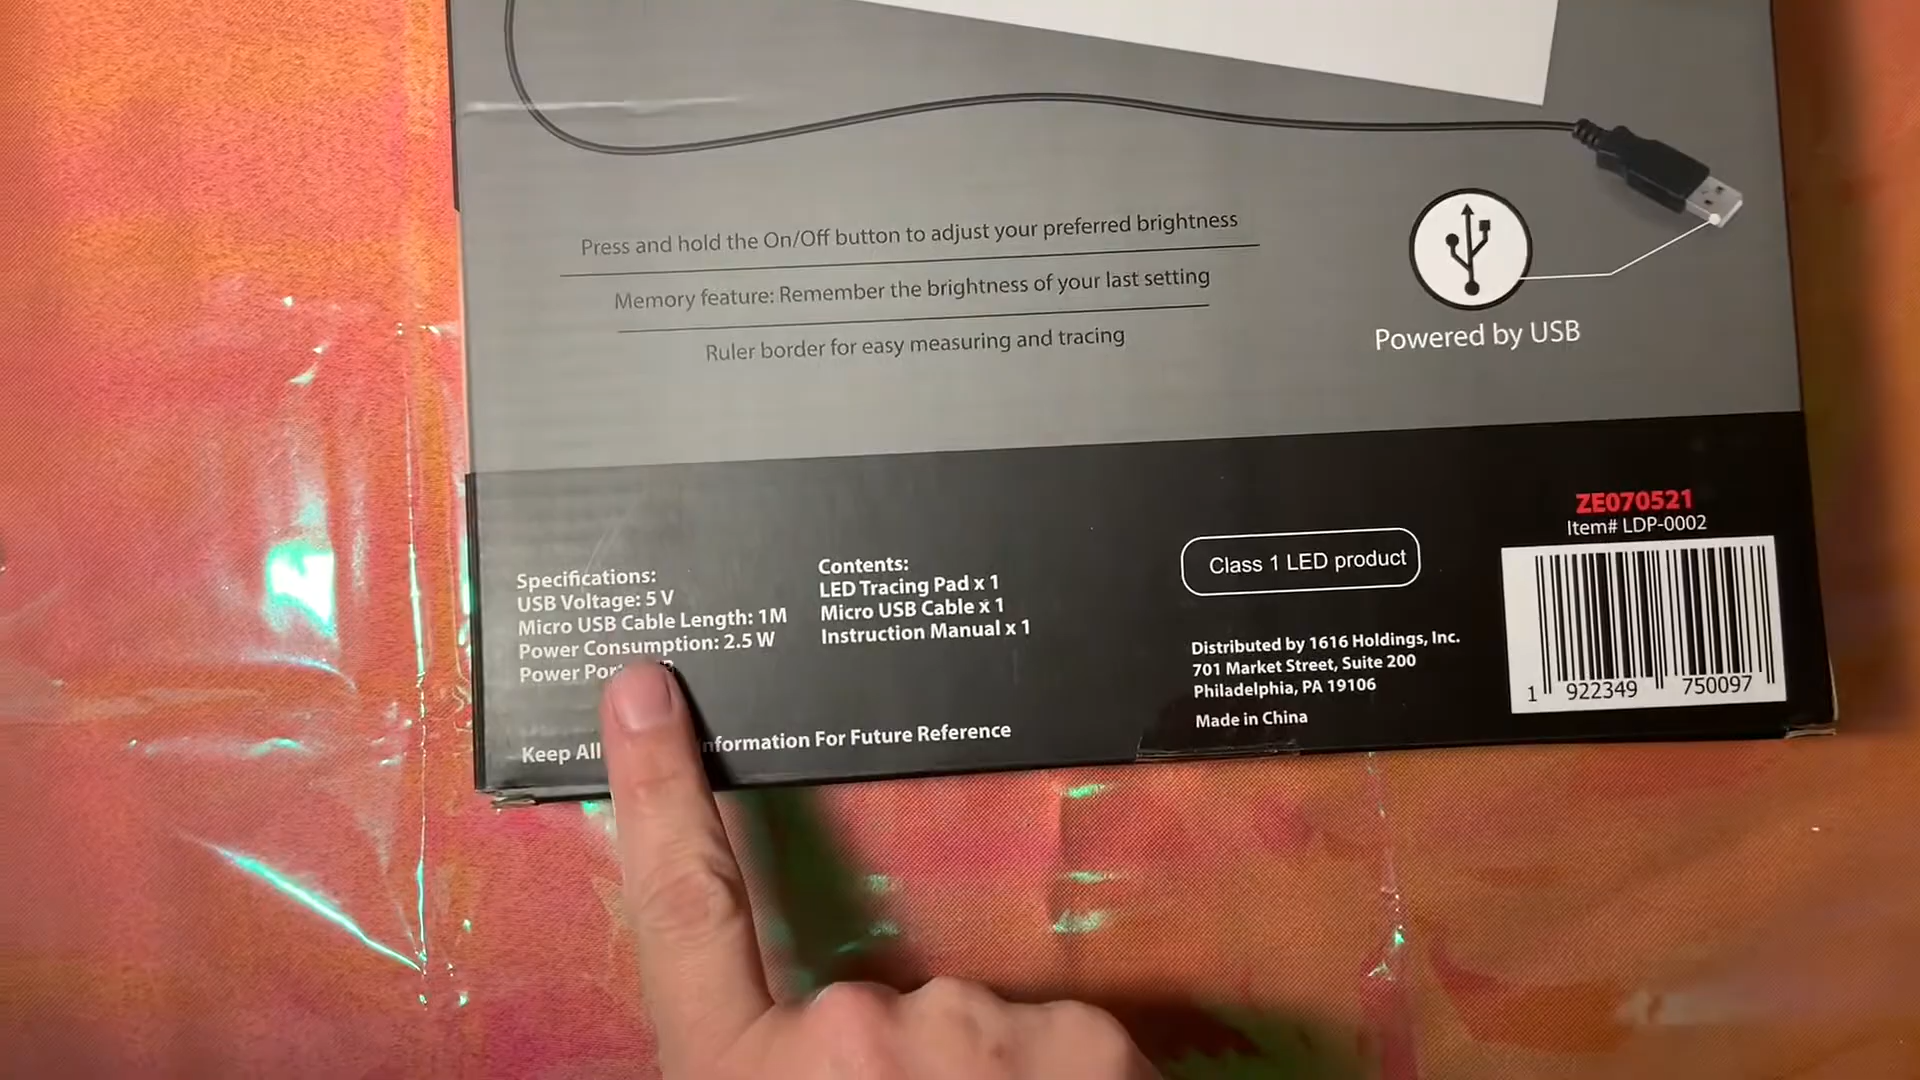 Press and hold the On/Off button to adjust your preferred brightness
Memory feature: Remember the brightness of your last setting
Ruler border for easy measuring and tracing
Powered by USB
Specifications:
USB Voltage: 5 V
Micro USB Cable Length: 1M
Power Consumption: 2.5 W
Power
Keep All
Information For Future Reference
Contents:
LED Tracing Pad x 1
Micro USB Cable x 1
Instruction Manual x 1
Class 1 LED product
Distributed by 1616 Holdings, Inc.
701 Market Street, Suite 200
Philadelphia, PA 19106
Made in China
ZE070521
Item# LDP-0002
1 922349 750097